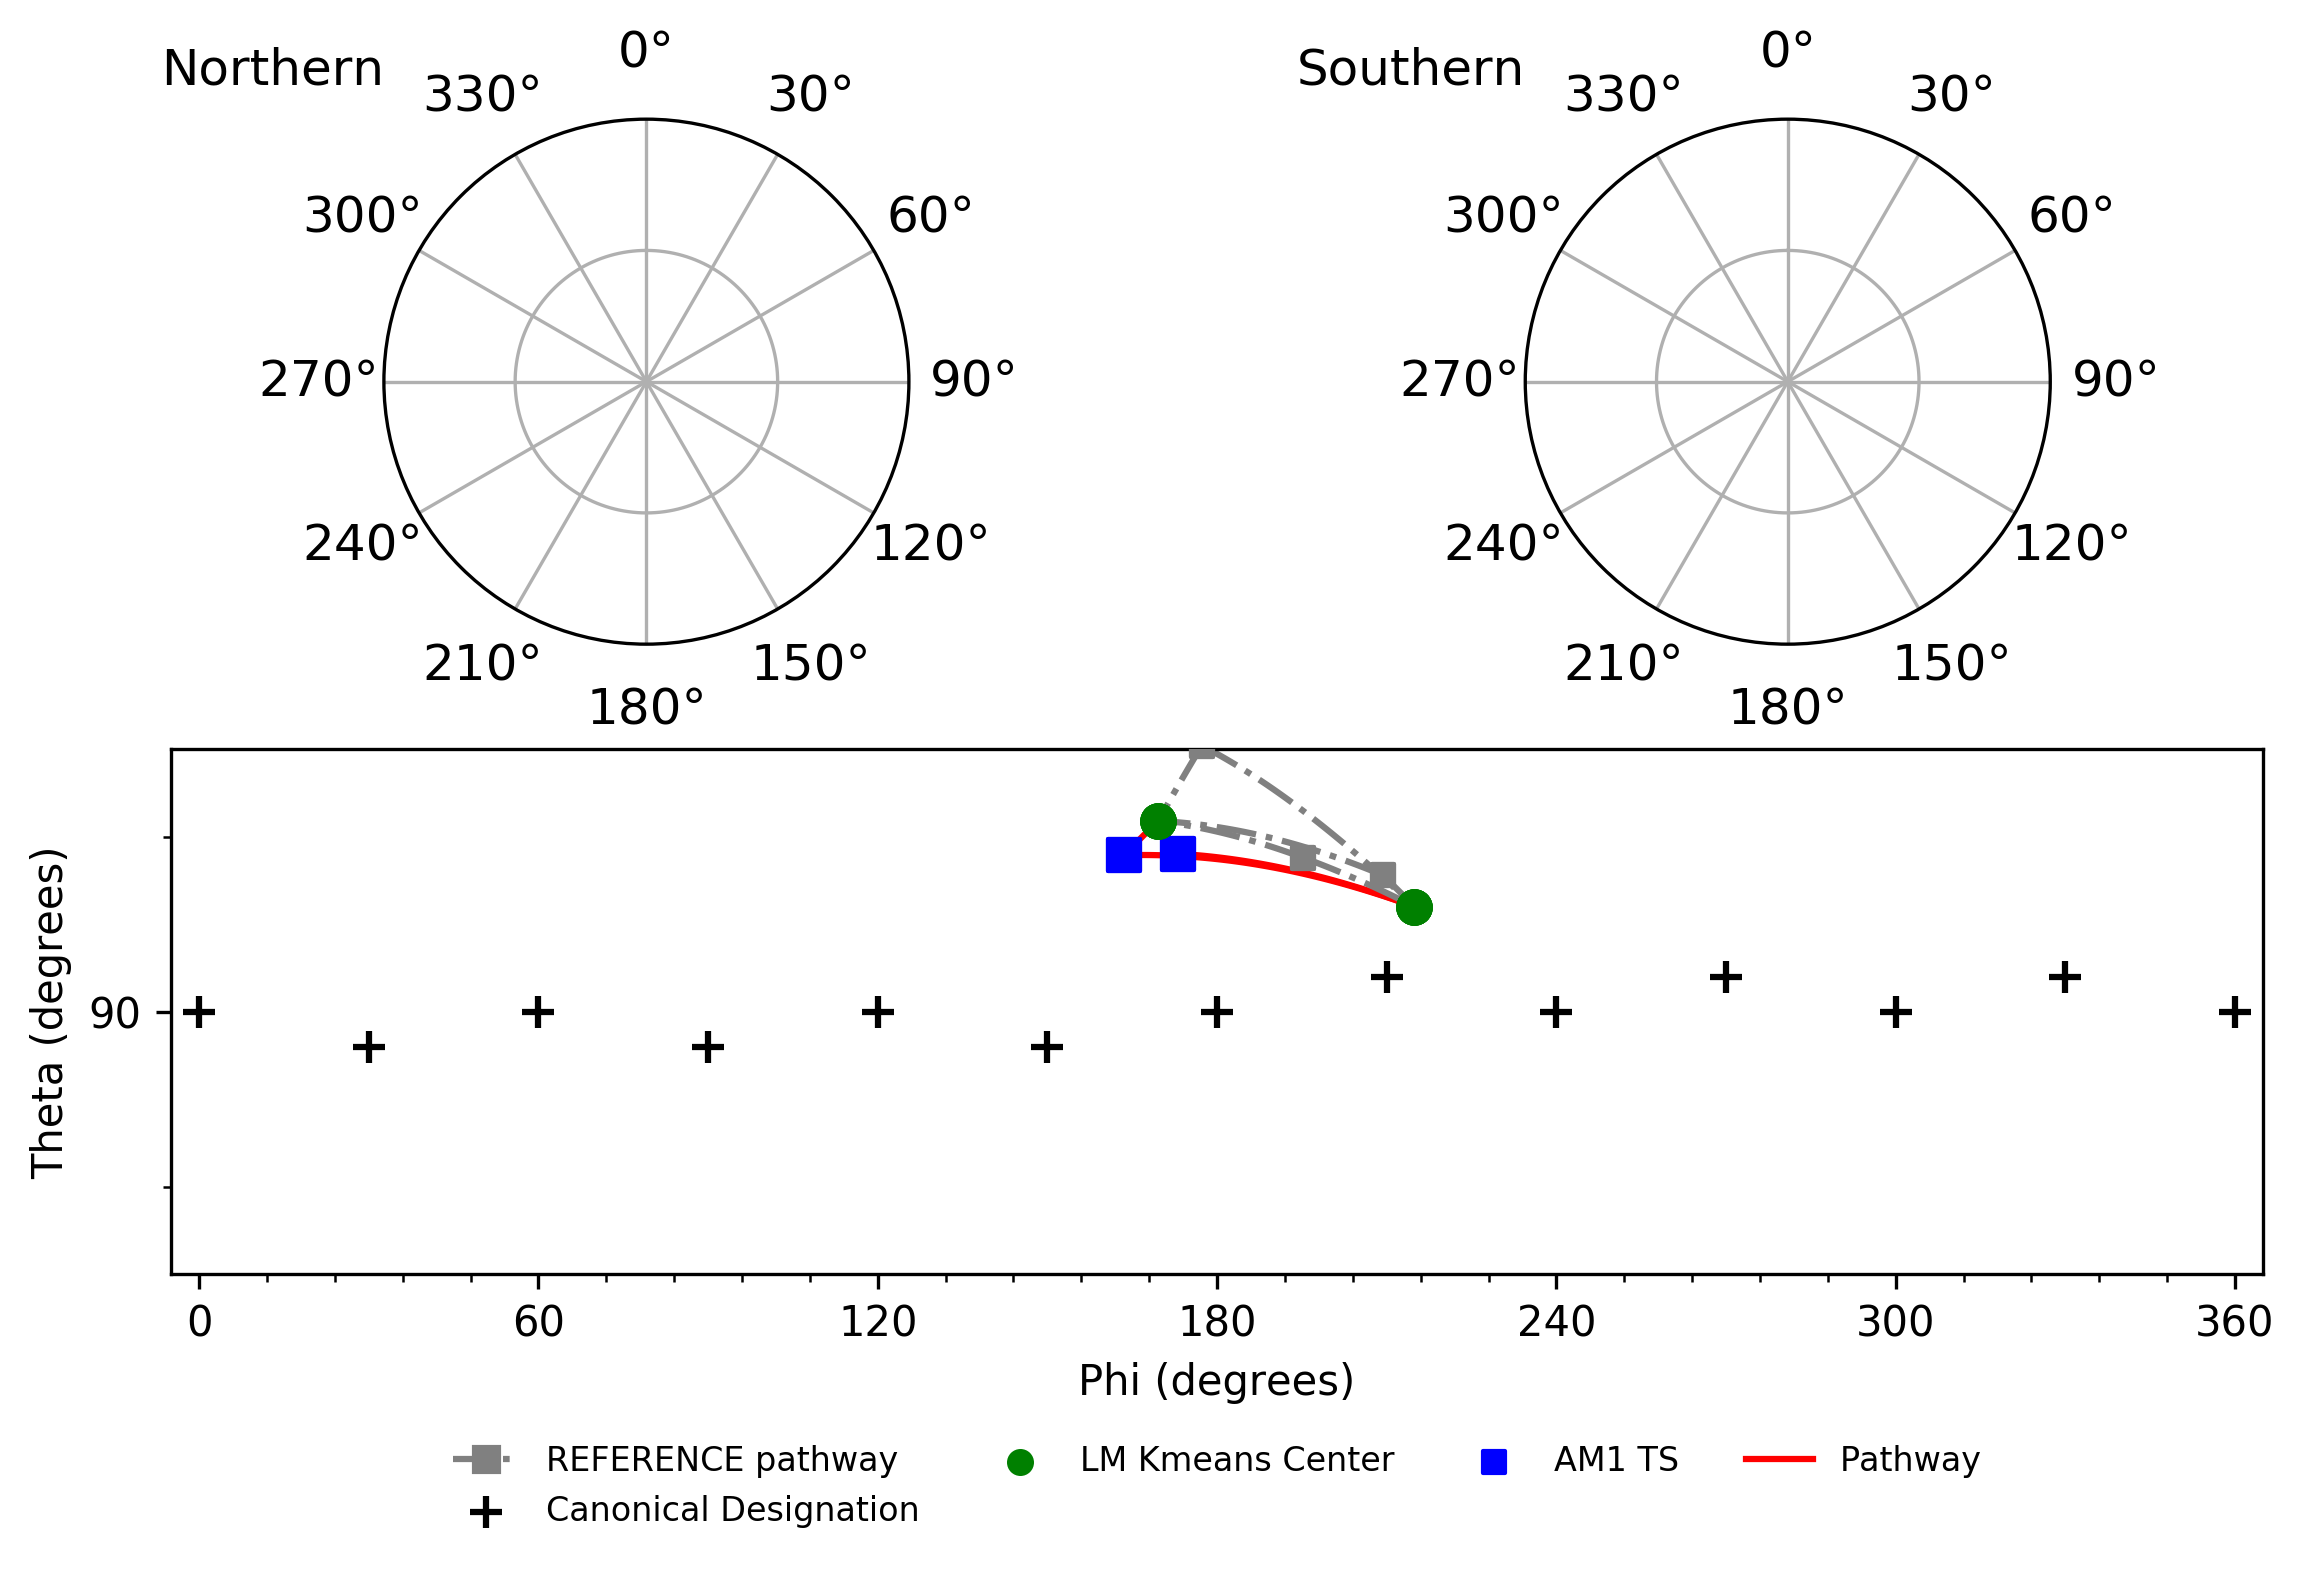 Northern
0°
330°
30°
300°
60°
270°
90°
240°
120°
210°
150°
180°
Southern
0°
330°
30°
300°
60°
270°
90°
240°
120°
210°
150°
180°
Theta (degrees)
90
0 60 120 180 240 300 360
Phi (degrees)
REFERENCE pathway
Canonical Designation
LM Kmeans Center
AM1 TS
Pathway